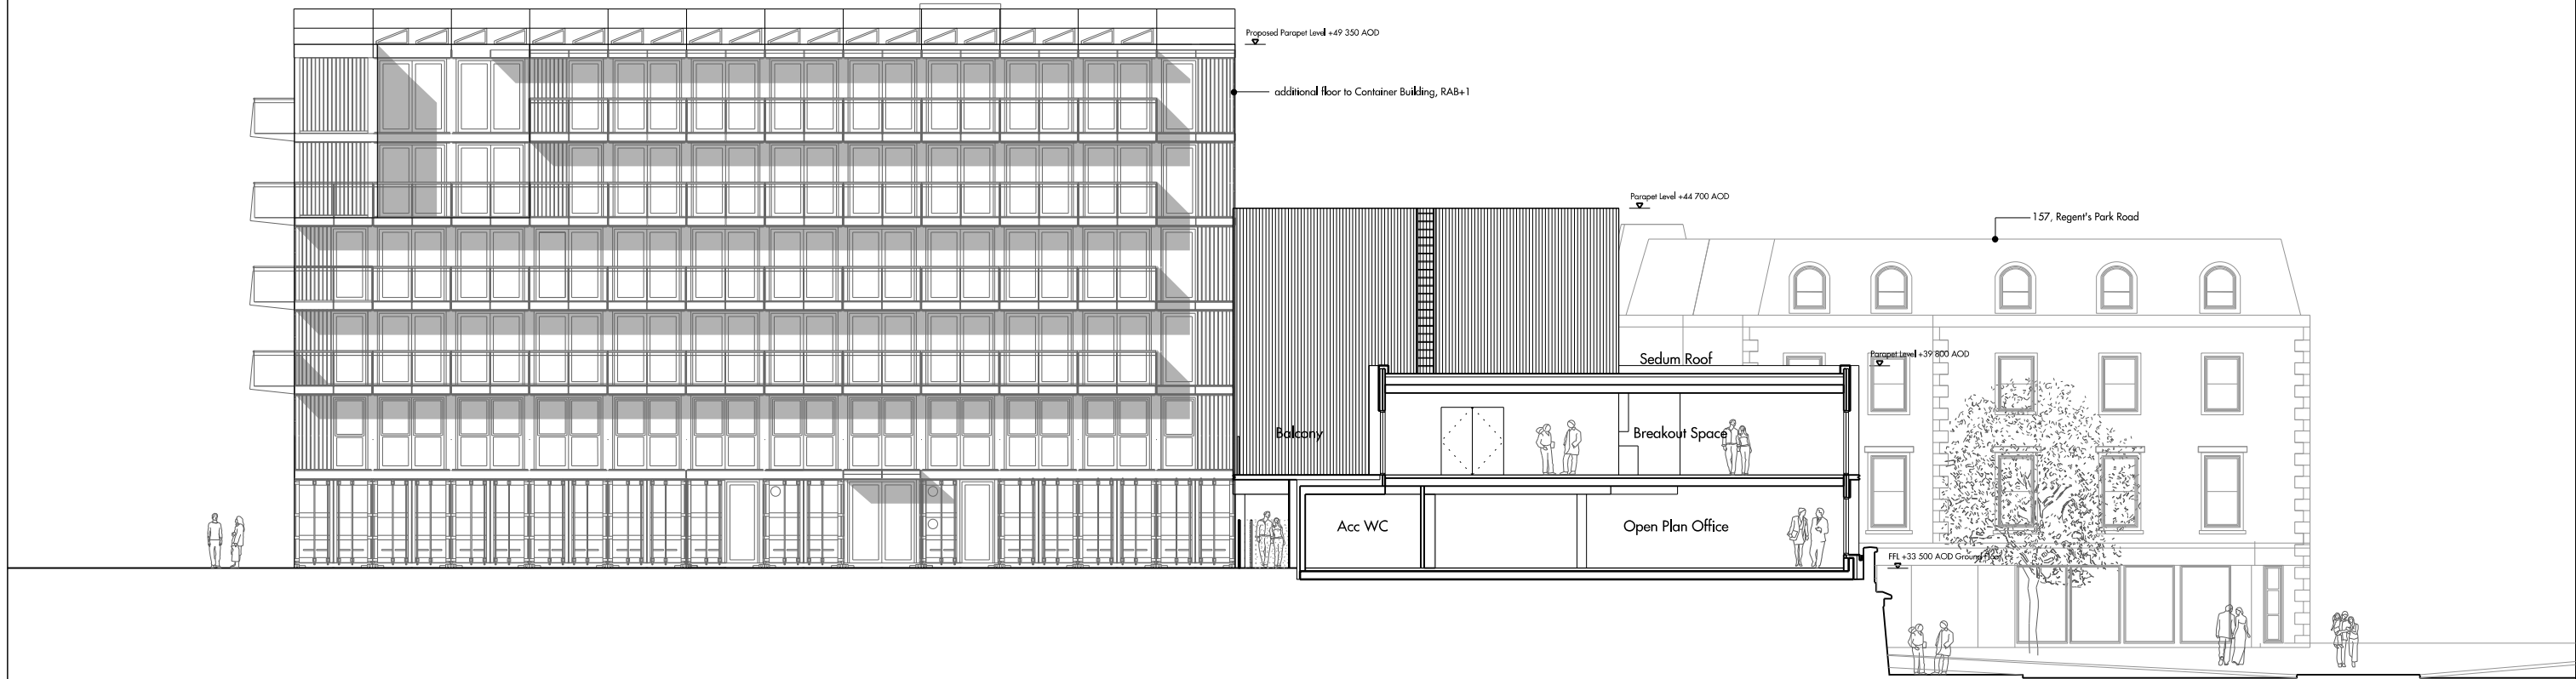 Proposed Parapet Level +49 350 AOD
additional floor to Container Building, RAB+1
Parapet Level +44 700 AOD
157, Regent's Park Road
Sedum Roof
Parapet Level +39 800 AOD
Balcony
Breakout Space
Acc WC
Open Plan Office
FFL +33 500 AOD Ground Floor